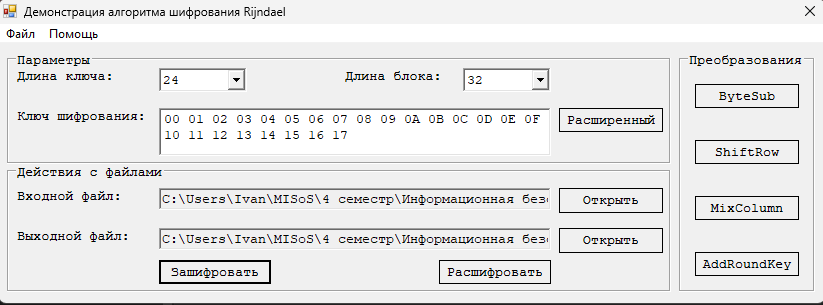 Демонстрация алгоритма шифрования Rijndael
Файл Помощь
Параметры
Длина ключа: 24 Длина блока: 32
Ключ шифрования: 00 01 02 03 04 05 06 07 08 09 0A 0B 0C 0D 0E 0F
10 11 12 13 14 15 16 17
Расширенный
Действия с файлами
Входной файл: C:\Users\Ivan\MISoS\4 семестр\Информационная безо Открыть
Выходной файл: C:\Users\Ivan\MISoS\4 семестр\Информационная безо Открыть
Зашифровать Расшифровать
Преобразования
ByteSub
ShiftRow
MixColumn
AddRoundKey